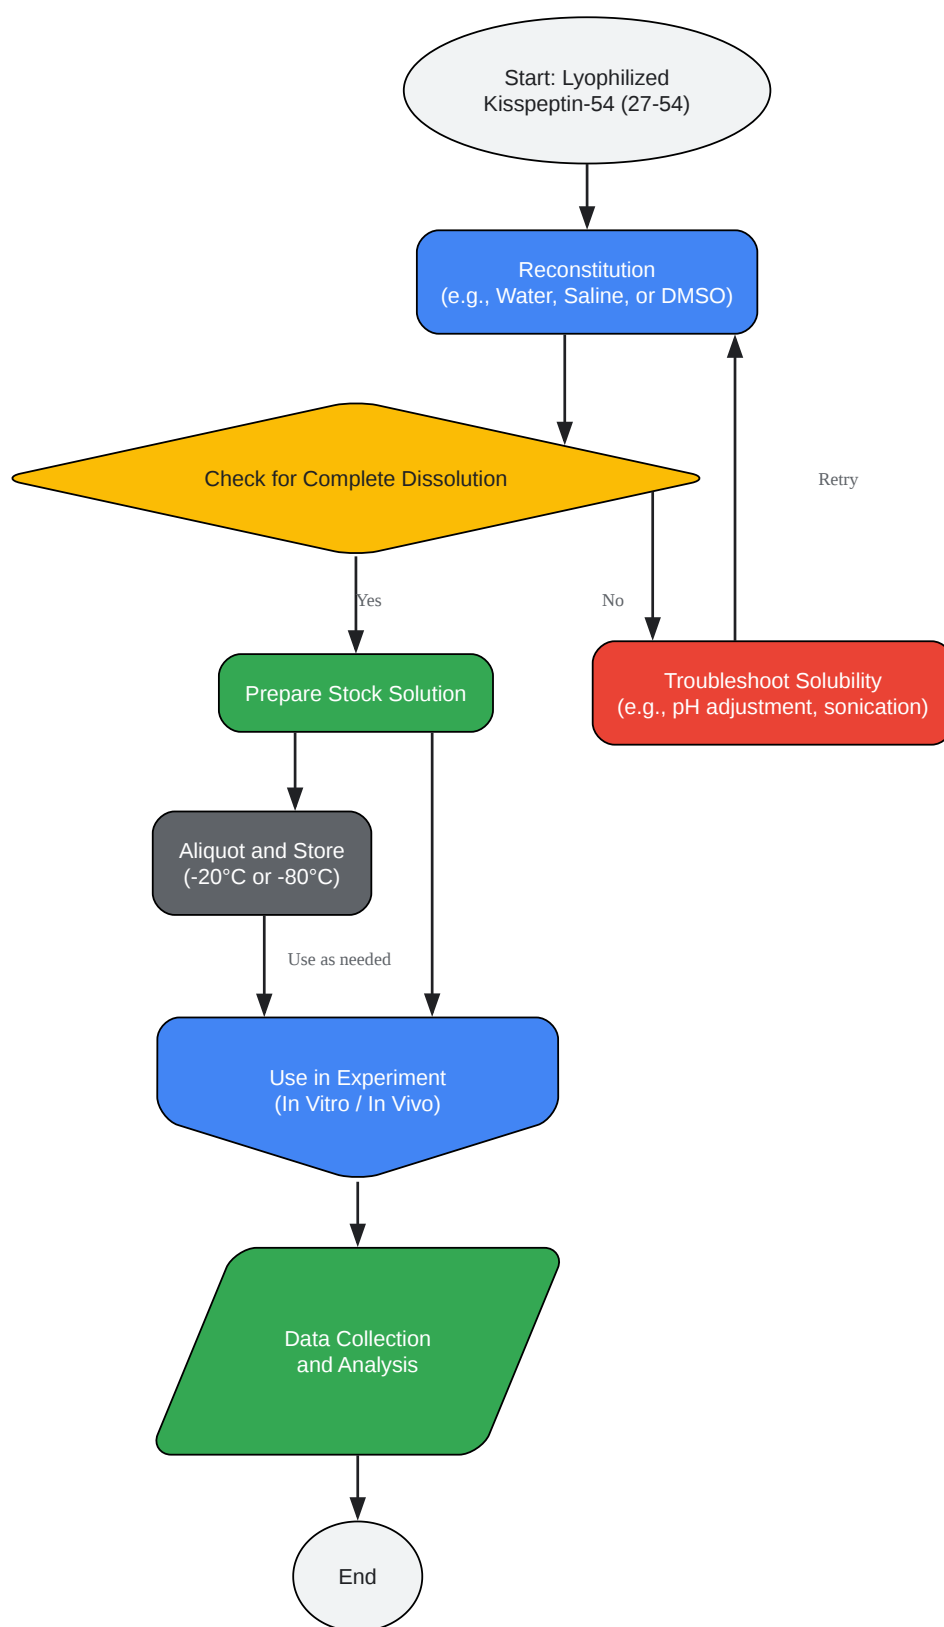 Start: Lyophilized
Kisspeptin-54 (27-54)
Reconstitution
(e.g., Water, Saline, or DMSO)
Check for Complete Dissolution
Retry
Yes
No
Prepare Stock Solution
Troubleshoot Solubility
(e.g., pH adjustment, sonication)
Aliquot and Store
(-20°C or -80°C)
Use as needed
Use in Experiment
(In Vitro / In Vivo)
Data Collection
and Analysis
End